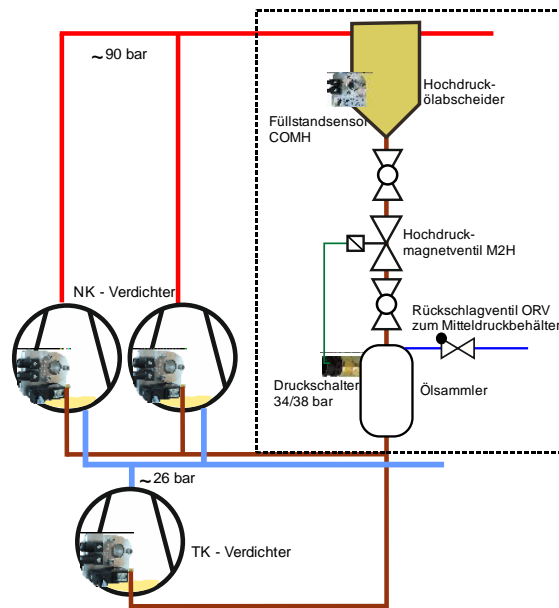 ~90 bar
Hochdruck-
ölabscheider
Füllstandsensor
COMH
Hochdruck-
magnetventil M2H
NK - Verdichter
Rückschlagventil ORV
zum Mitteldruckbehälter
Druckschalter
34/38 bar
Ölsammler
~26 bar
TK - Verdichter